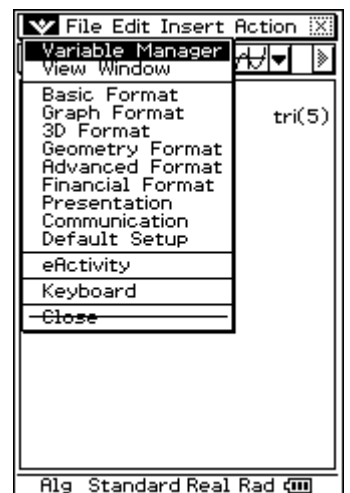 File Edit Insert Action
Variable Manager
View Window
Basic Format
Graph Format
tri(5)
3D Format
Geometry Format
Advanced Format
Financial Format
Presentation
Communication
Default Setup
eActivity
Keyboard
Close
Alg Standard Real Rad